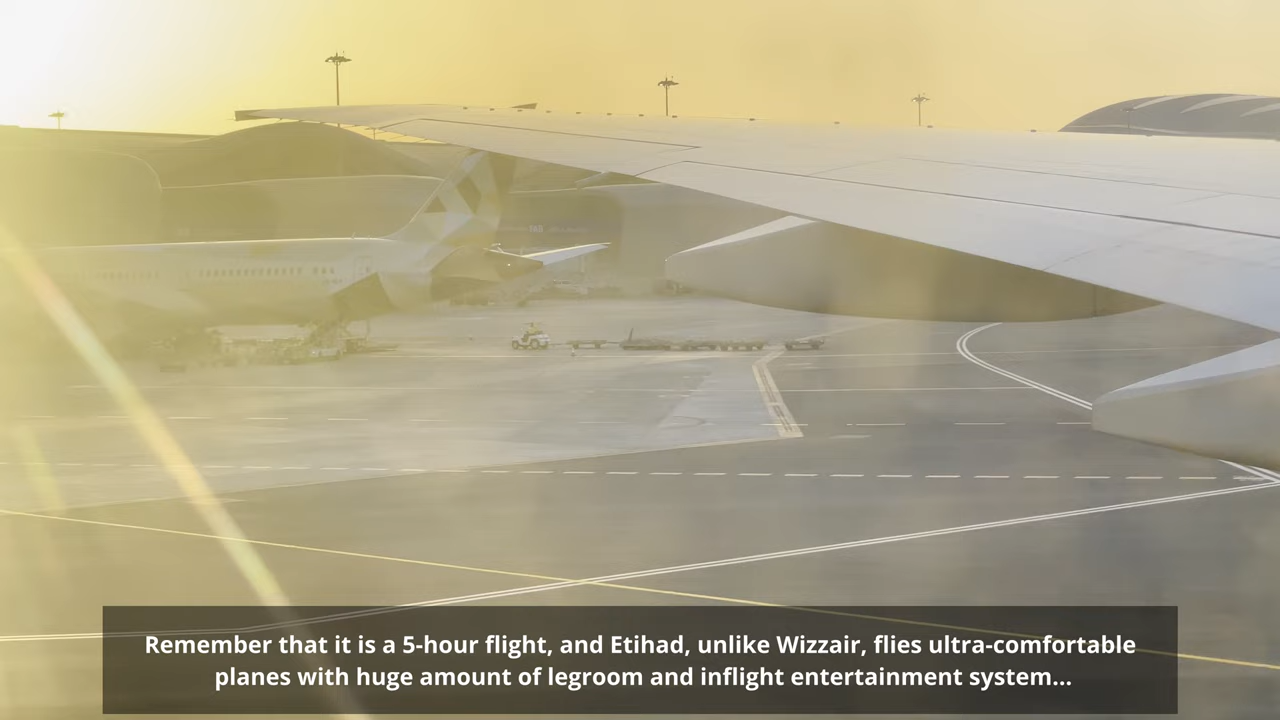 FAB
Remember that it is a 5-hour flight, and Etihad, unlike Wizzair, flies ultra-comfortable
planes with huge amount of legroom and inflight entertainment system...